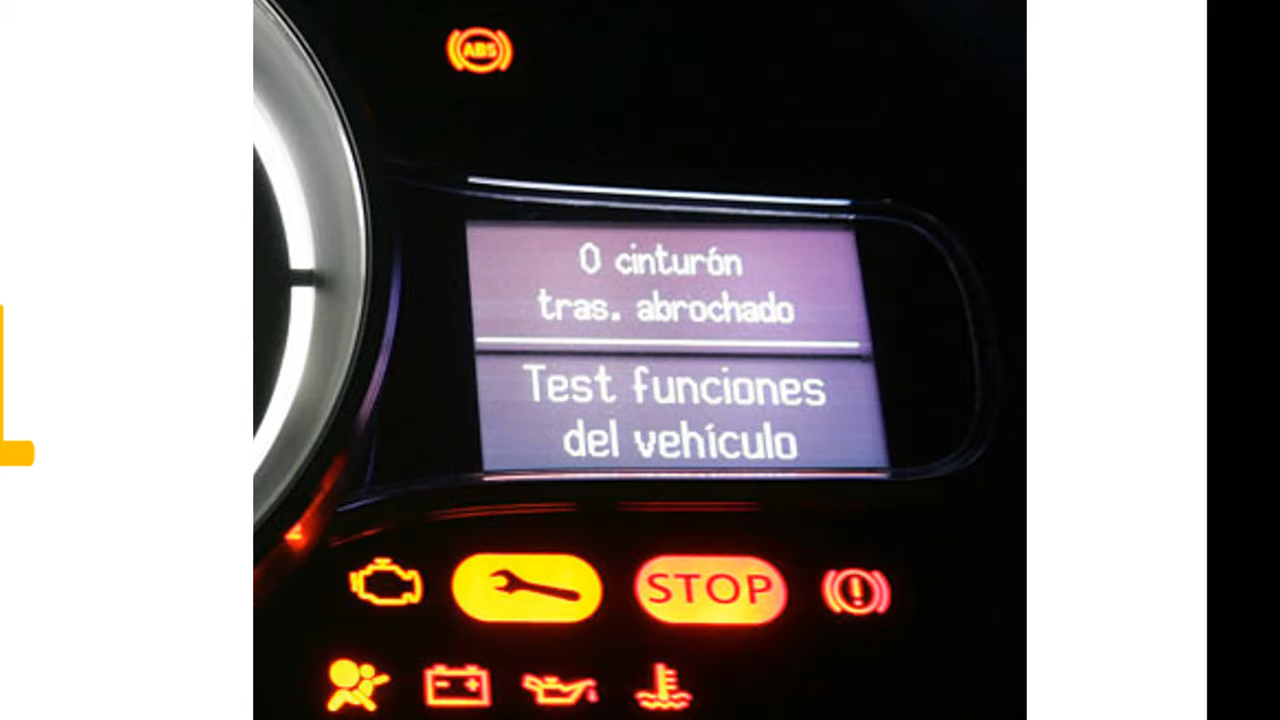 ABS
0 cinturón
tras. abrochado
Test funciones
del vehículo
STOP